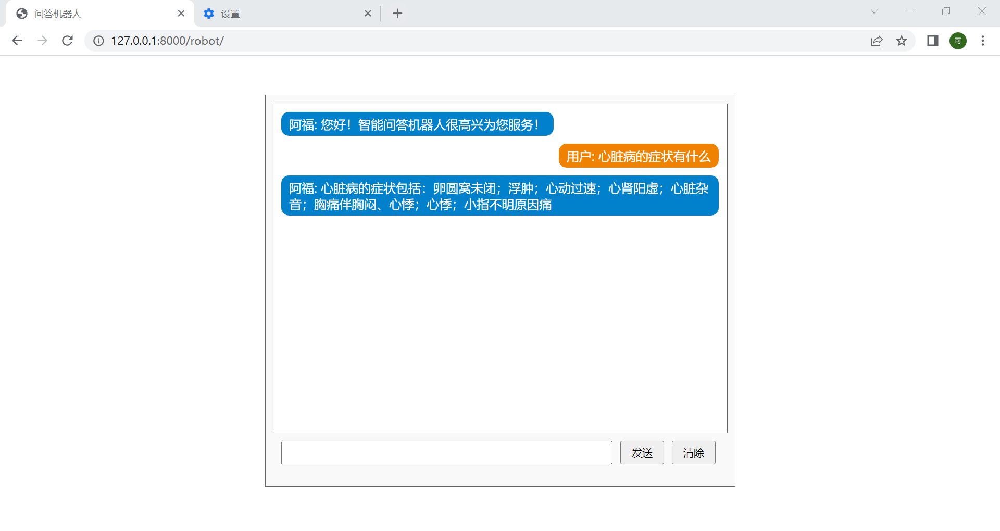 问答机器人
设置
127.0.0.1:8000/robot/
可
阿福: 您好！智能问答机器人很高兴为您服务！
用户: 心脏病的症状有什么
阿福: 心脏病的症状包括：卵圆窝未闭；浮肿；心动过速；心肾阳虚；心脏杂
音；胸痛伴胸闷、心悸；心悸；小指不明原因痛
发送
清除